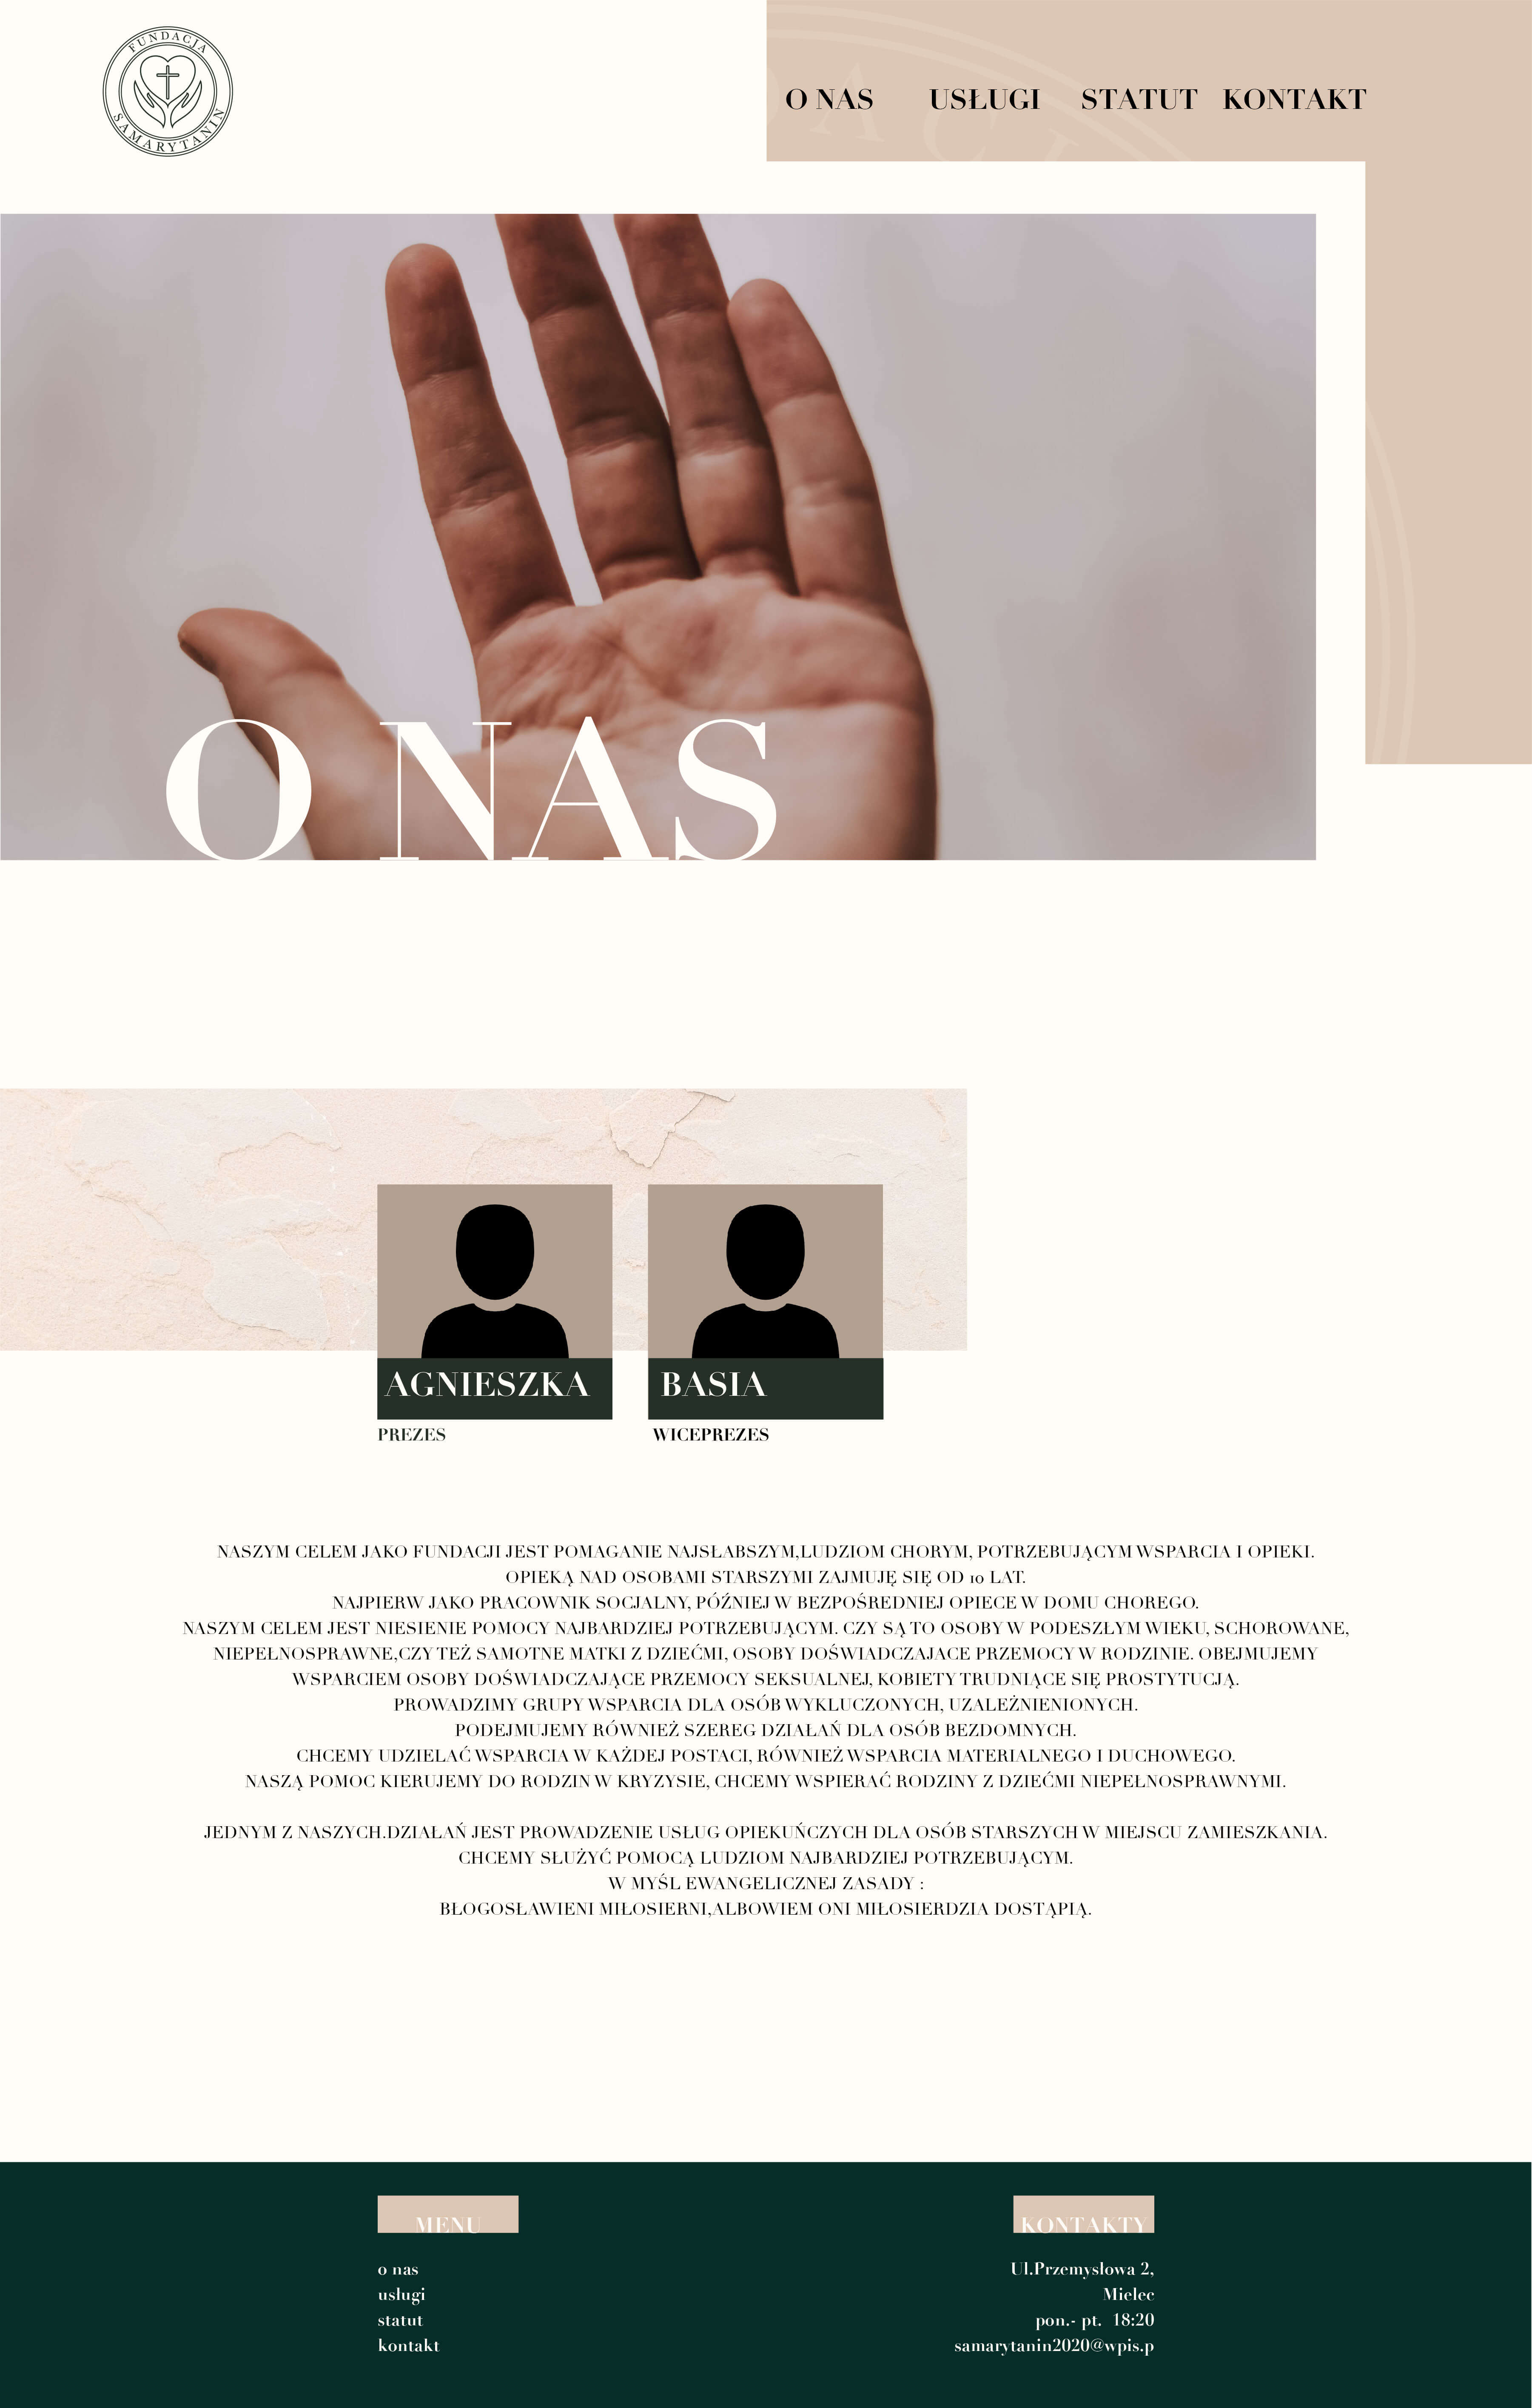 FUNDACJA
SAMARYTANIN
O NAS USŁUGI STATUT KONTAKT
O NAS
AGNIESZKA BASIA
PREZES WICEPREZES
NASZYM CELEM JAKO FUNDACJI JEST POMAGANIE NAJSŁABSZYM,LUDZIOM CHORYM, POTRZEBUJĄCYM WSPARCIA I OPIEKI.
OPIEKĄ NAD OSOBAMI STARSZYMI ZAJMUJĘ SIĘ OD 10 LAT.
NAJPIERW JAKO PRACOWNIK SOCJALNY, PÓŹNIEJ W BEZPOŚREDNIEJ OPIECE W DOMU CHOREGO.
NASZYM CELEM JEST NIESIENIE POMOCY NAJBARDZIEJ POTRZEBUJĄCYM. CZY SĄ TO OSOBY W PODESZŁYM WIEKU, SCHOROWANE,
NIEPEŁNOSPRAWNE,CZY TEŻ SAMOTNE MATKI Z DZIEĆMI, OSOBY DOŚWIADCZAJACE PRZEMOCY W RODZINIE. OBEJMUJEMY
WSPARCIEM OSOBY DOŚWIADCZAJĄCE PRZEMOCY SEKSUALNEJ, KOBIETY TRUDNIĄCE SIĘ PROSTYTUCJĄ.
PROWADZIMY GRUPY WSPARCIA DLA OSÓB WYKLUCZONYCH, UZALEŻNIENIONYCH.
PODEJMUJEMY RÓWNIEŻ SZEREG DZIAŁAŃ DLA OSÓB BEZDOMNYCH.
CHCEMY UDZIELAĆ WSPARCIA W KAŻDEJ POSTACI, RÓWNIEŻ WSPARCIA MATERIALNEGO I DUCHOWEGO.
NASZĄ POMOC KIERUJEMY DO RODZIN W KRYZYSIE, CHCEMY WSPIERAĆ RODZINY Z DZIEĆMI NIEPEŁNOSPRAWNYMI.
JEDNYM Z NASZYCH.DZIAŁAŃ JEST PROWADZENIE USŁUG OPIEKUŃCZYCH DLA OSÓB STARSZYCH W MIEJSCU ZAMIESZKANIA.
CHCEMY SŁUŻYĆ POMOCĄ LUDZIOM NAJBARDZIEJ POTRZEBUJĄCYM.
W MYŚL EWANGELICZNEJ ZASADY :
BŁOGOSŁAWIENI MIŁOSIERNI,ALBOWIEM ONI MIŁOSIERDZIA DOSTĄPIĄ.
MENU
o nas
usługi
statut
kontakt
KONTAKTY
Ul.Przemysłowa 2,
Mielec
pon.- pt. 18:20
samarytanin2020@wpis.p